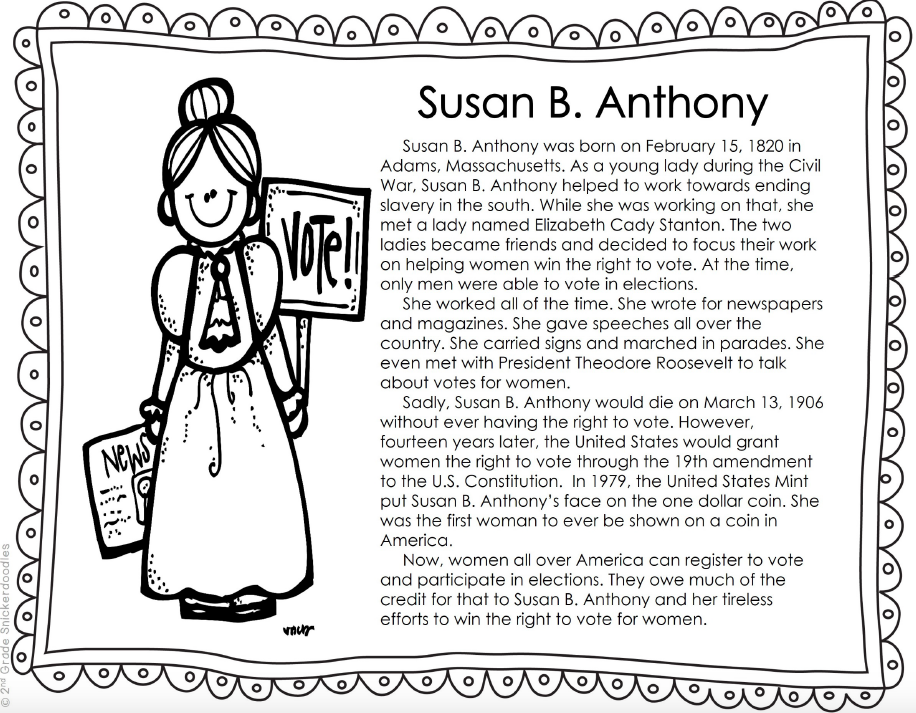 Susan B. Anthony
Susan B. Anthony was born on February 15, 1820 in
Adams, Massachusetts. As a young lady during the Civil
War, Susan B. Anthony helped to work towards ending
slavery in the south. While she was working on that, she
met a lady named Elizabeth Cady Stanton. The two
ladies became friends and decided to focus their work
on helping women win the right to vote. At the time,
only men were able to vote in elections.
She worked all of the time. She wrote for newspapers
and magazines. She gave speeches all over the
country. She carried signs and marched in parades. She
even met with President Theodore Roosevelt to talk
about votes for women.
Sadly, Susan B. Anthony would die on March 13, 1906
without ever having the right to vote. However,
fourteen years later, the United States would grant
women the right to vote through the 19th amendment
to the U.S. Constitution. In 1979, the United States Mint
put Susan B. Anthony's face on the one dollar coin. She
was the first woman to ever be shown on a coin in
America.
Now, women all over America can register to vote
and participate in elections. They owe much of the
credit for that to Susan B. Anthony and her tireless
efforts to win the right to vote for women.
VOTE!
NEWS
© 2nd Grade Snickerdoodles